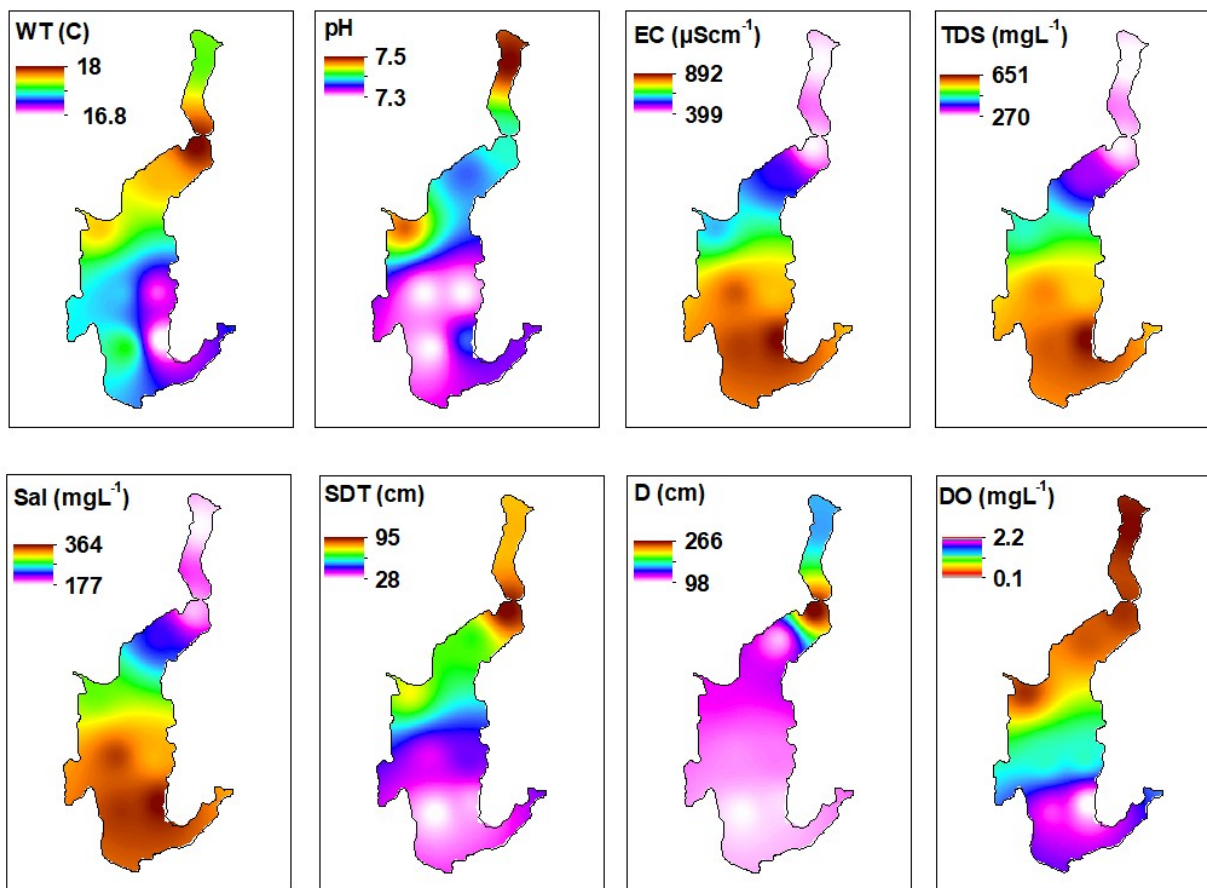 WT (C)
18
16.8
pH
7.5
7.3
EC (µScm⁻¹)
892
399
TDS (mgL⁻¹)
651
270
Sal (mgL⁻¹)
364
177
SDT (cm)
95
28
D (cm)
266
98
DO (mgL⁻¹)
2.2
0.1